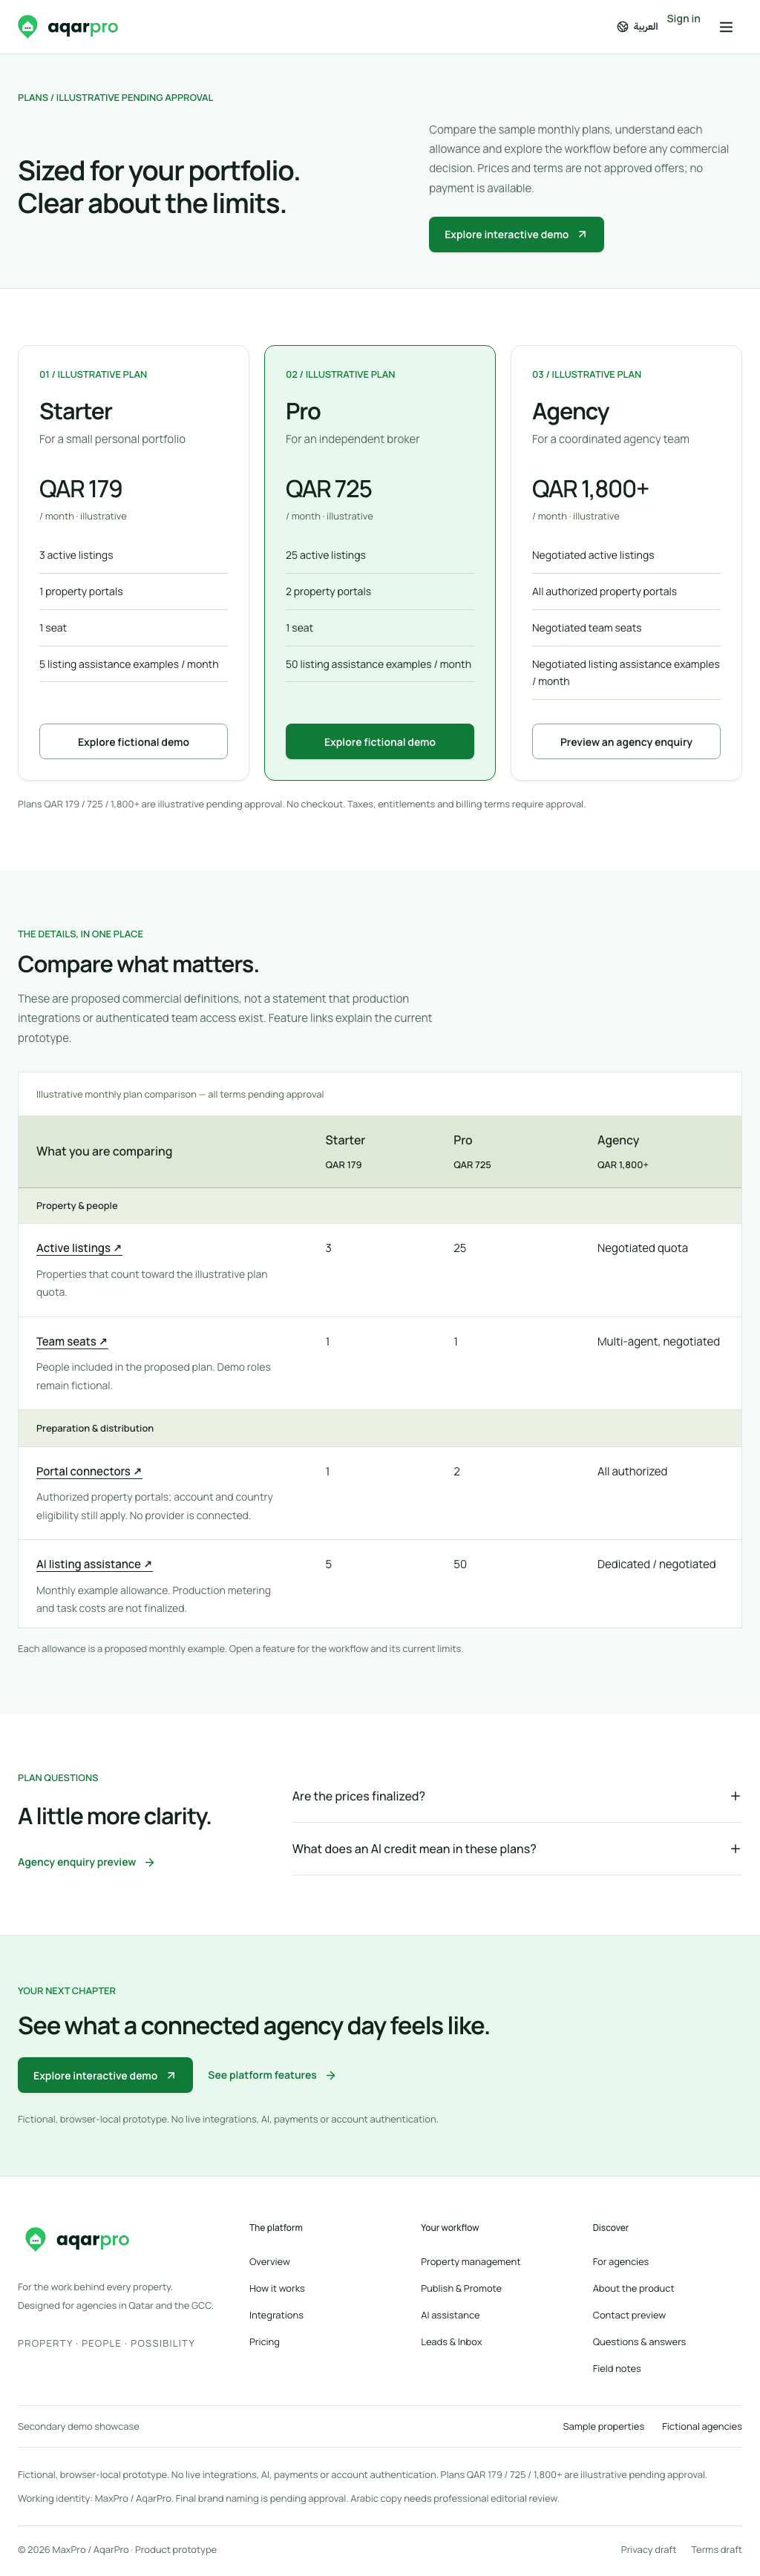 aqarpro
العربية
Sign in
PLANS / ILLUSTRATIVE PENDING APPROVAL
Sized for your portfolio.
Clear about the limits.
Compare the sample monthly plans, understand each
allowance and explore the workflow before any commercial
decision. Prices and terms are not approved offers; no
payment is available.
Explore interactive demo
01 / ILLUSTRATIVE PLAN
Starter
For a small personal portfolio
QAR 179
/ month · illustrative
3 active listings
1 property portals
1 seat
5 listing assistance examples / month
Explore fictional demo
02 / ILLUSTRATIVE PLAN
Pro
For an independent broker
QAR 725
/ month · illustrative
25 active listings
2 property portals
1 seat
50 listing assistance examples / month
Explore fictional demo
03 / ILLUSTRATIVE PLAN
Agency
For a coordinated agency team
QAR 1,800+
/ month · illustrative
Negotiated active listings
All authorized property portals
Negotiated team seats
Negotiated listing assistance examples
/ month
Preview an agency enquiry
Plans QAR 179 / 725 / 1,800+ are illustrative pending approval. No checkout. Taxes, entitlements and billing terms require approval.
THE DETAILS, IN ONE PLACE
Compare what matters.
These are proposed commercial definitions, not a statement that production
integrations or authenticated team access exist. Feature links explain the current
prototype.
Illustrative monthly plan comparison — all terms pending approval
What you are comparing
Starter
QAR 179
Pro
QAR 725
Agency
QAR 1,800+
Property & people
Active listings ↗
Properties that count toward the illustrative plan
quota.
3
25
Negotiated quota
Team seats ↗
People included in the proposed plan. Demo roles
remain fictional.
1
1
Multi-agent, negotiated
Preparation & distribution
Portal connectors ↗
Authorized property portals; account and country
eligibility still apply. No provider is connected.
1
2
All authorized
AI listing assistance ↗
Monthly example allowance. Production metering
and task costs are not finalized.
5
50
Dedicated / negotiated
Each allowance is a proposed monthly example. Open a feature for the workflow and its current limits.
PLAN QUESTIONS
A little more clarity.
Agency enquiry preview →
Are the prices finalized? +
What does an AI credit mean in these plans? +
YOUR NEXT CHAPTER
See what a connected agency day feels like.
Explore interactive demo
See platform features →
Fictional, browser-local prototype. No live integrations, AI, payments or account authentication.
aqarpro
For the work behind every property.
Designed for agencies in Qatar and the GCC.
PROPERTY · PEOPLE · POSSIBILITY
The platform
Overview
How it works
Integrations
Pricing
Your workflow
Property management
Publish & Promote
AI assistance
Leads & Inbox
Discover
For agencies
About the product
Contact preview
Questions & answers
Field notes
Secondary demo showcase
Sample properties
Fictional agencies
Fictional, browser-local prototype. No live integrations, AI, payments or account authentication. Plans QAR 179 / 725 / 1,800+ are illustrative pending approval.
Working identity: MaxPro / AqarPro. Final brand naming is pending approval. Arabic copy needs professional editorial review.
© 2026 MaxPro / AqarPro · Product prototype
Privacy draft
Terms draft